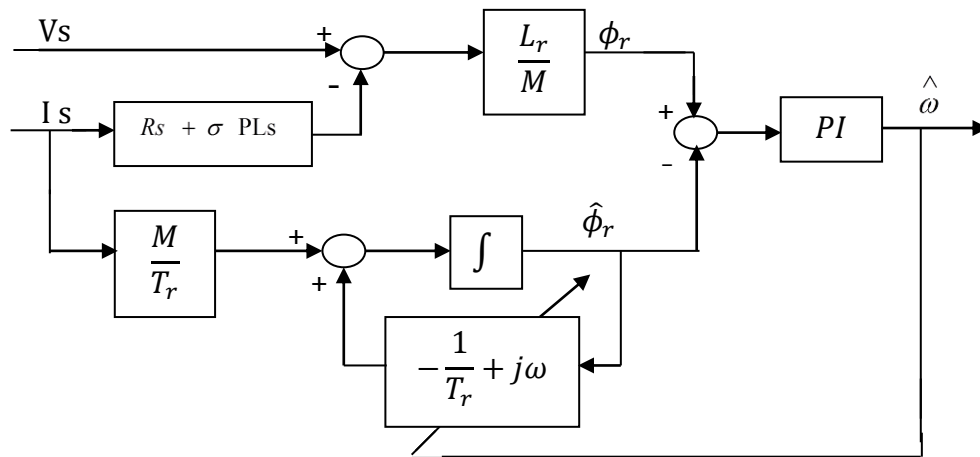 Vs
+
-
L_r / M
ϕ_r
I s
Rs + σ PLs
+
-
PI
^
ω
M / T_r
+
+
∫
ϕ̂_r
− 1 / T_r + jω